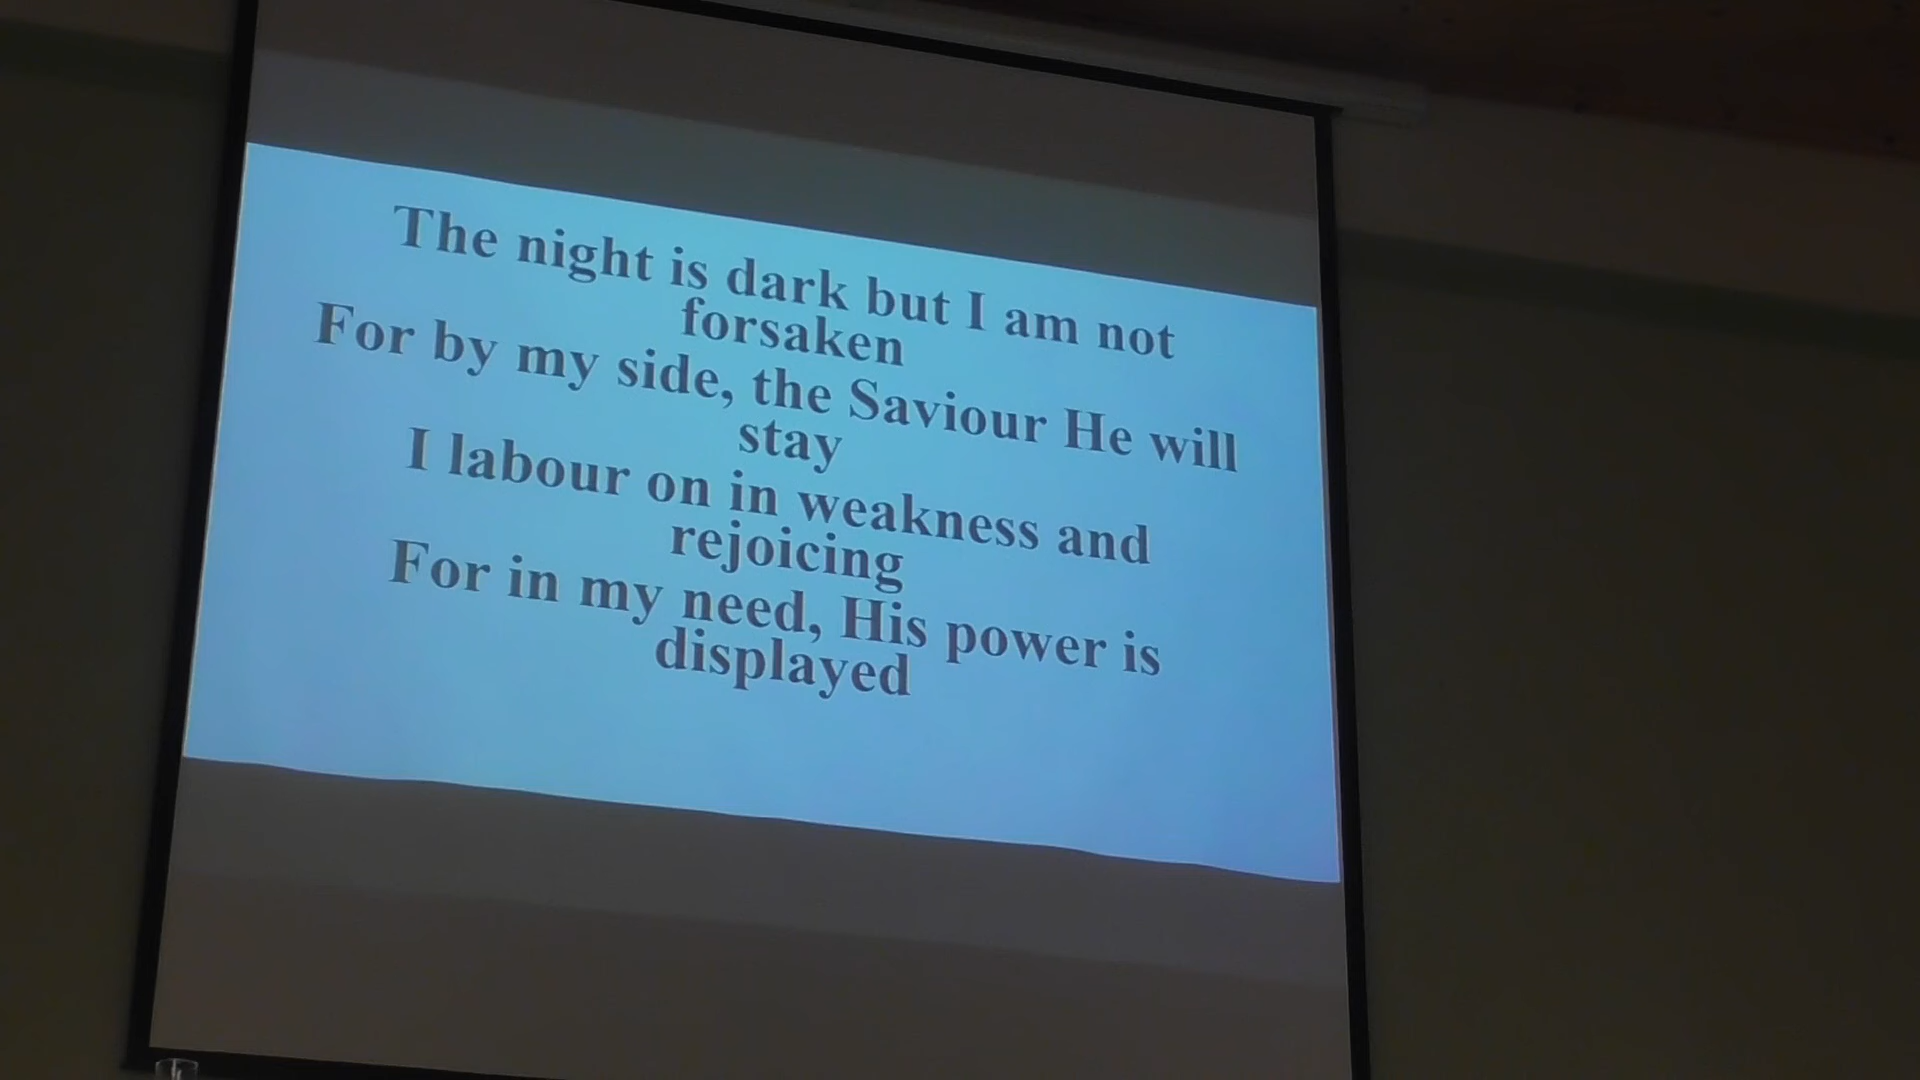 The night is dark but I am not
forsaken
For by my side, the Saviour He will
stay
I labour on in weakness and
rejoicing
For in my need, His power is
displayed